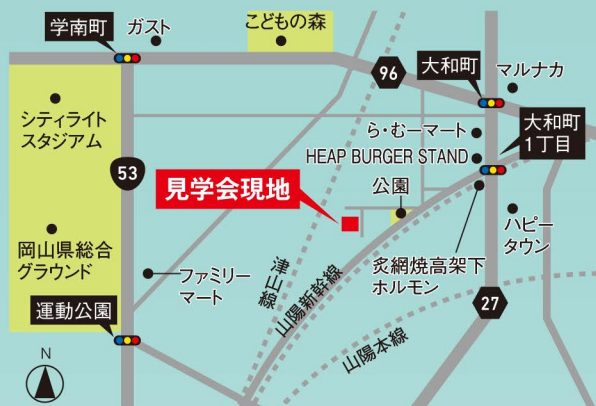 学南町
ガスト
こどもの森
96
大和町
マルナカ
シティライト
スタジアム
ら・むーマート
大和町
1丁目
HEAP BURGER STAND
53
見学会現地
公園
岡山県総合
グラウンド
ファミリー
マート
津山線
山陽新幹線
炙網焼高架下
ホルモン
ハピー
タウン
運動公園
27
山陽本線
N